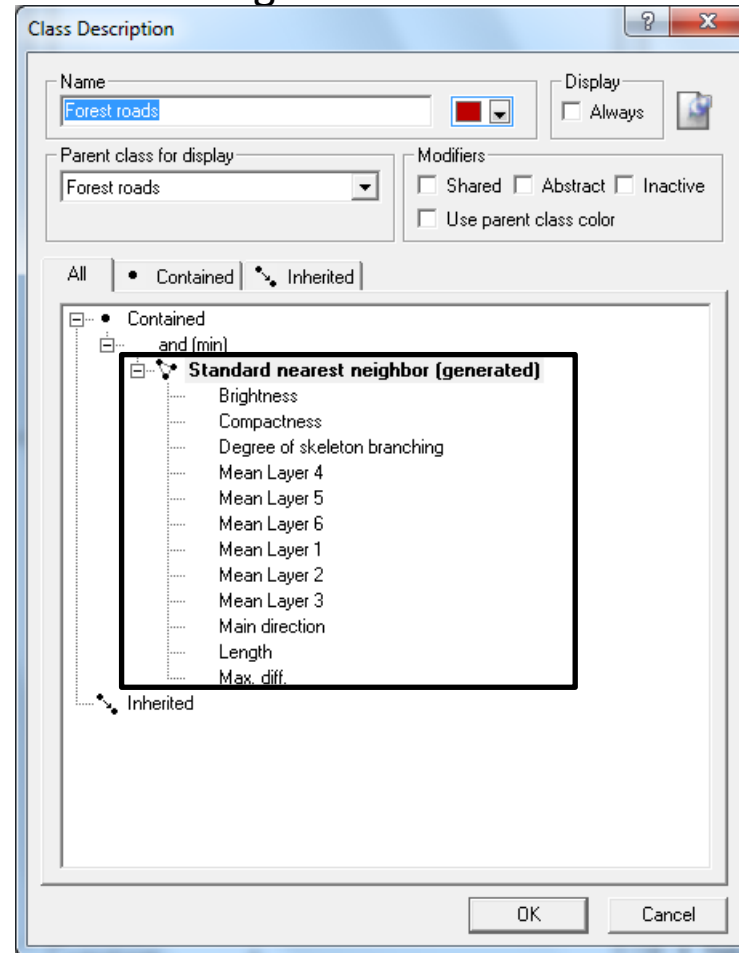 Class Description
Name
Display
Forest roads
Always
Parent class for display
Modifiers
Forest roads
Shared Abstract Inactive
Use parent class color
All Contained Inherited
Contained
and (min)
Standard nearest neighbor (generated)
Brightness
Compactness
Degree of skeleton branching
Mean Layer 4
Mean Layer 5
Mean Layer 6
Mean Layer 1
Mean Layer 2
Mean Layer 3
Main direction
Length
Max. diff.
Inherited
OK Cancel